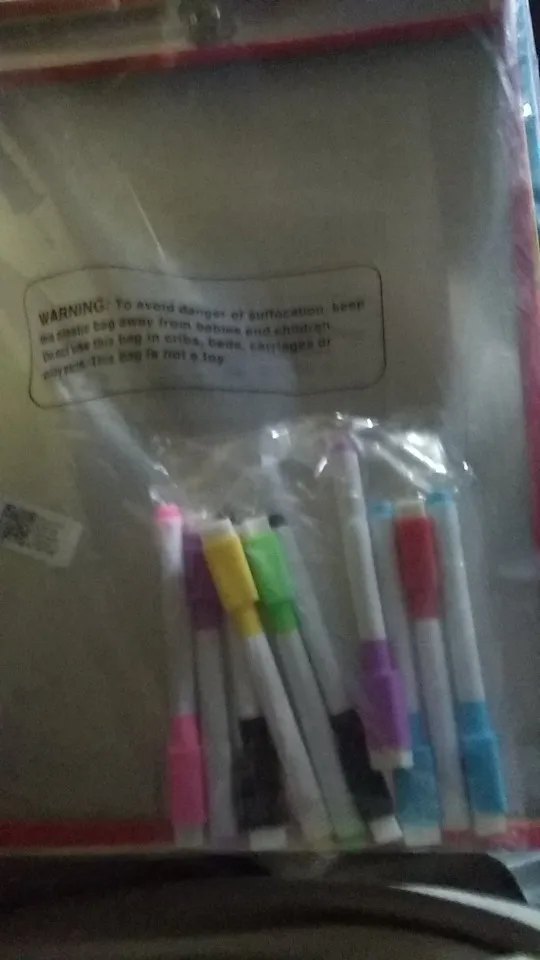 WARNING: To avoid danger of suffocation, keep
this plastic bag away from babies and children.
Do not use this bag in cribs, beds, carriages or
This bag is not a toy